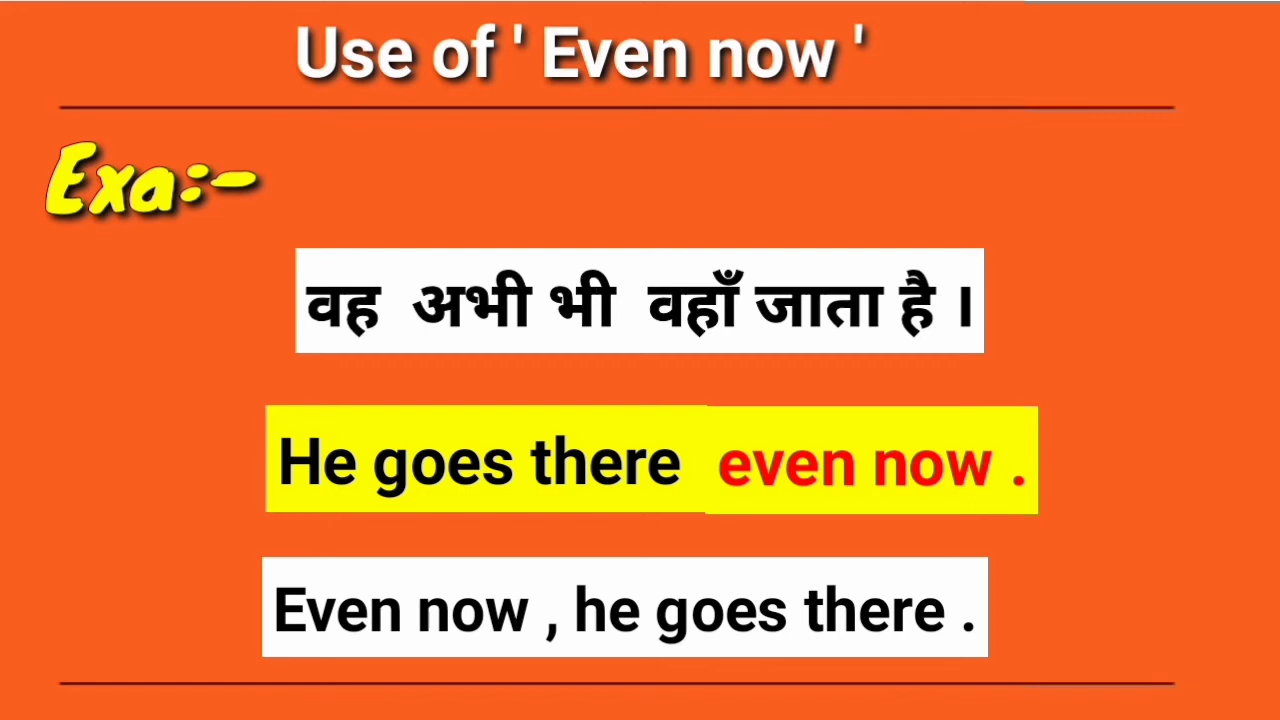 Use of ' Even now '
Exa:-
वह अभी भी वहाँ जाता है ।
He goes there even now .
Even now , he goes there .